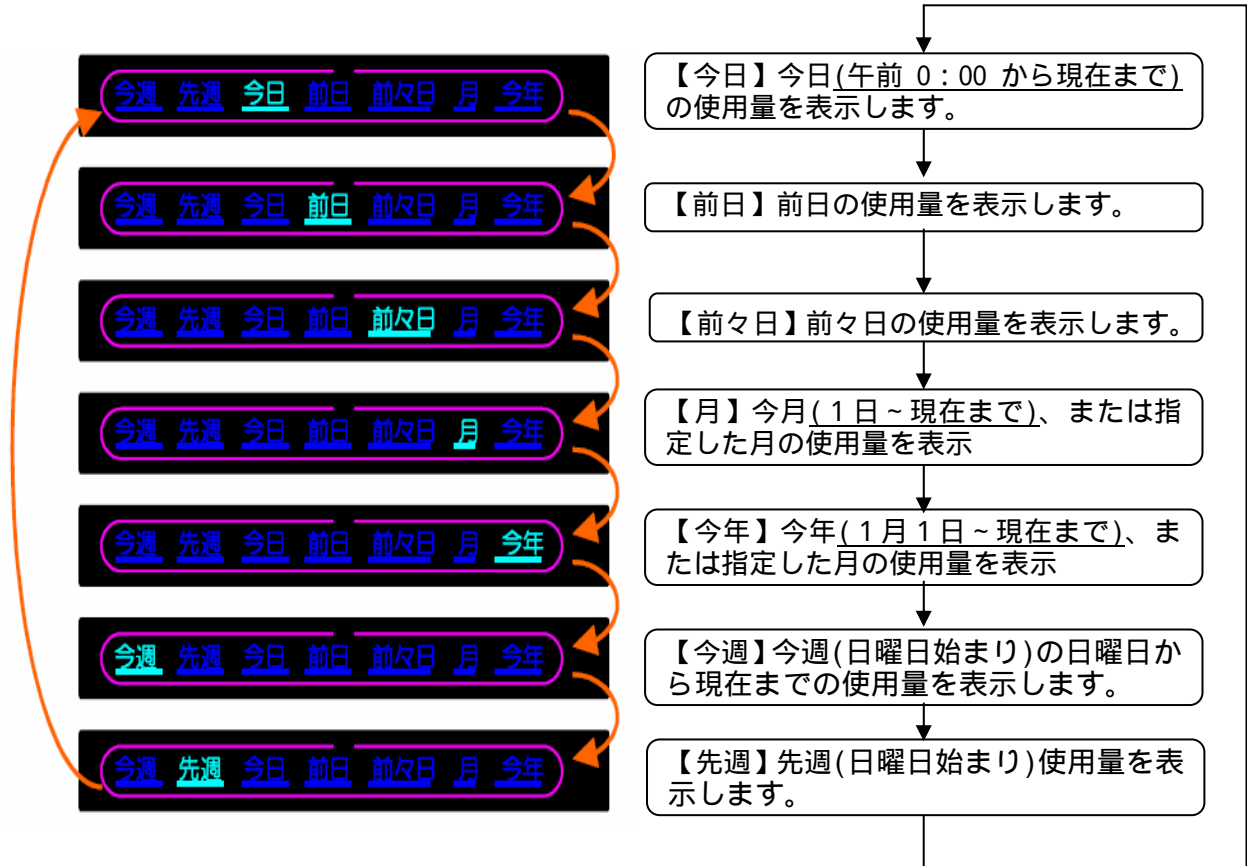 今週 先週 今日 前日 前々日 月 今年
【今日】今日(午前 0:00 から現在まで)
の使用量を表示します。
今週 先週 今日 前日 前々日 月 今年
【前日】前日の使用量を表示します。
今週 先週 今日 前日 前々日 月 今年
【前々日】前々日の使用量を表示します。
今週 先週 今日 前日 前々日 月 今年
【月】今月(1日~現在まで)、または指
定した月の使用量を表示
今週 先週 今日 前日 前々日 月 今年
【今年】今年(1月1日~現在まで)、ま
たは指定した月の使用量を表示
今週 先週 今日 前日 前々日 月 今年
【今週】今週(日曜日始まり)の日曜日か
ら現在までの使用量を表示します。
今週 先週 今日 前日 前々日 月 今年
【先週】先週(日曜日始まり)使用量を表
示します。